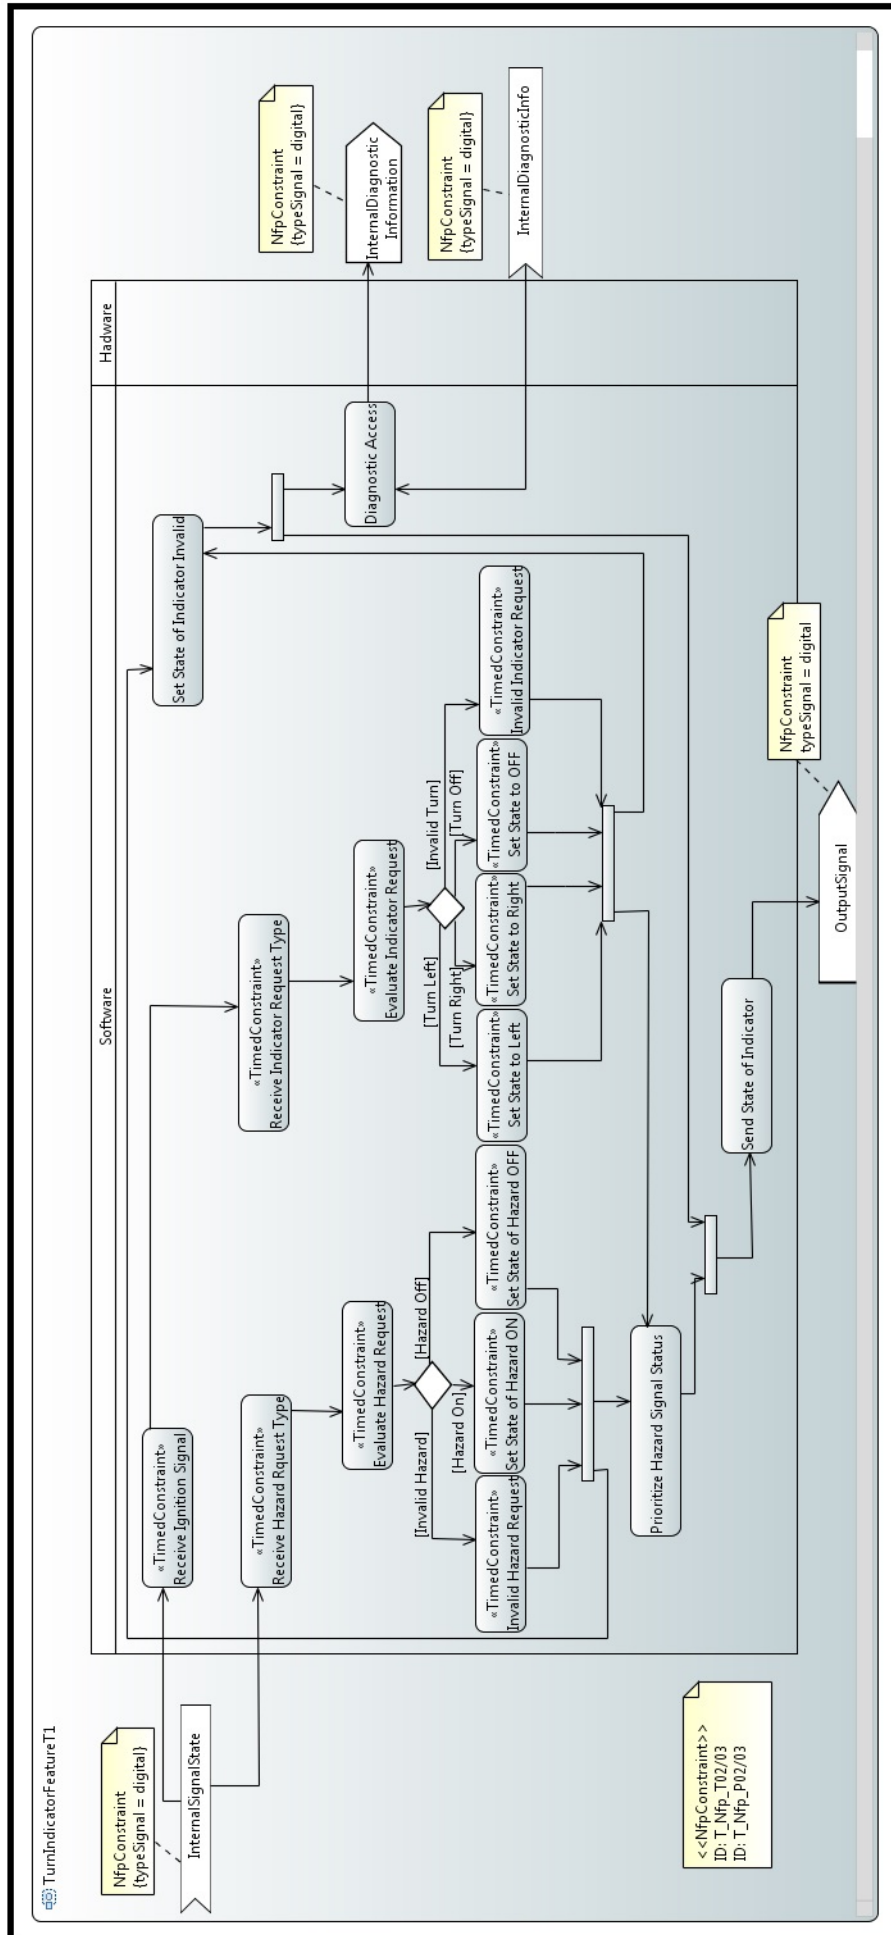 TurnIndicatorFeatureT1
NfpConstraint
{typeSignal = digital}
InternalSignalState
<<NfpConstraint>>
ID: T_Nfp_T02/03
ID: T_Nfp_P02/03
Software
Hadware
«TimedConstraint»
Receive Ignition Signal
«TimedConstraint»
Receive Hazard Rquest Type
«TimedConstraint»
Evaluate Hazard Request
[Invalid Hazard]
[Hazard On]
[Hazard Off]
«TimedConstraint»
Invalid Hazard Request
«TimedConstraint»
Set State of Hazard ON
«TimedConstraint»
Set State of Hazard OFF
Prioritize Hazard Signal Status
«TimedConstraint»
Receive Indicator Request Type
«TimedConstraint»
Evaluate Indicator Request
[Turn Left]
[Turn Right]
[Invalid Turn]
[Turn Off]
«TimedConstraint»
Set State to Left
«TimedConstraint»
Set State to Right
«TimedConstraint»
Set State to OFF
«TimedConstraint»
Invalid Indicator Request
Send State of Indicator
OutputSignal
NfpConstraint
typeSignal = digital
Set State of Indicator Invalid
Diagnostic Access
NfpConstraint
{typeSignal = digital}
InternalDiagnostic
Information
NfpConstraint
{typeSignal = digital}
InternalDiagnosticInfo